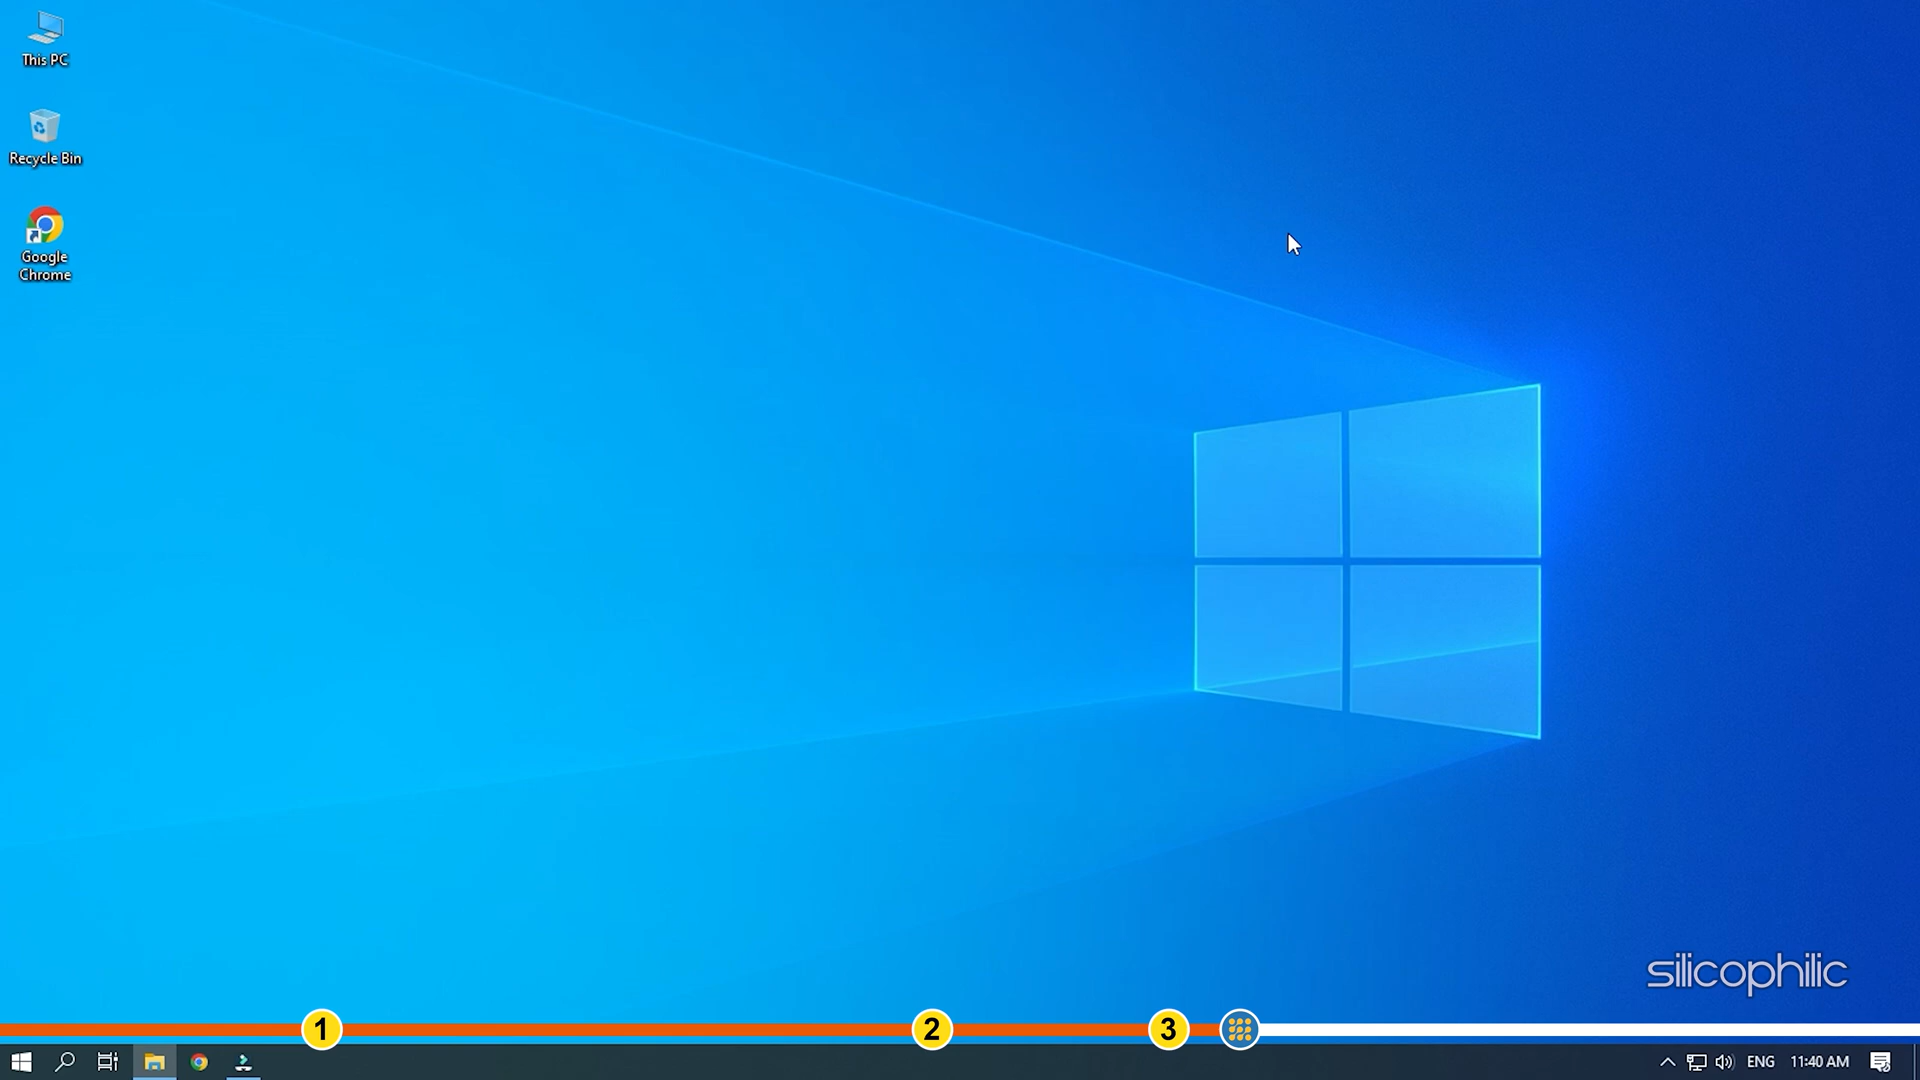 This PC
Recycle Bin
Google
Chrome
silicophilic
1
2
3
ENG
11:40 AM